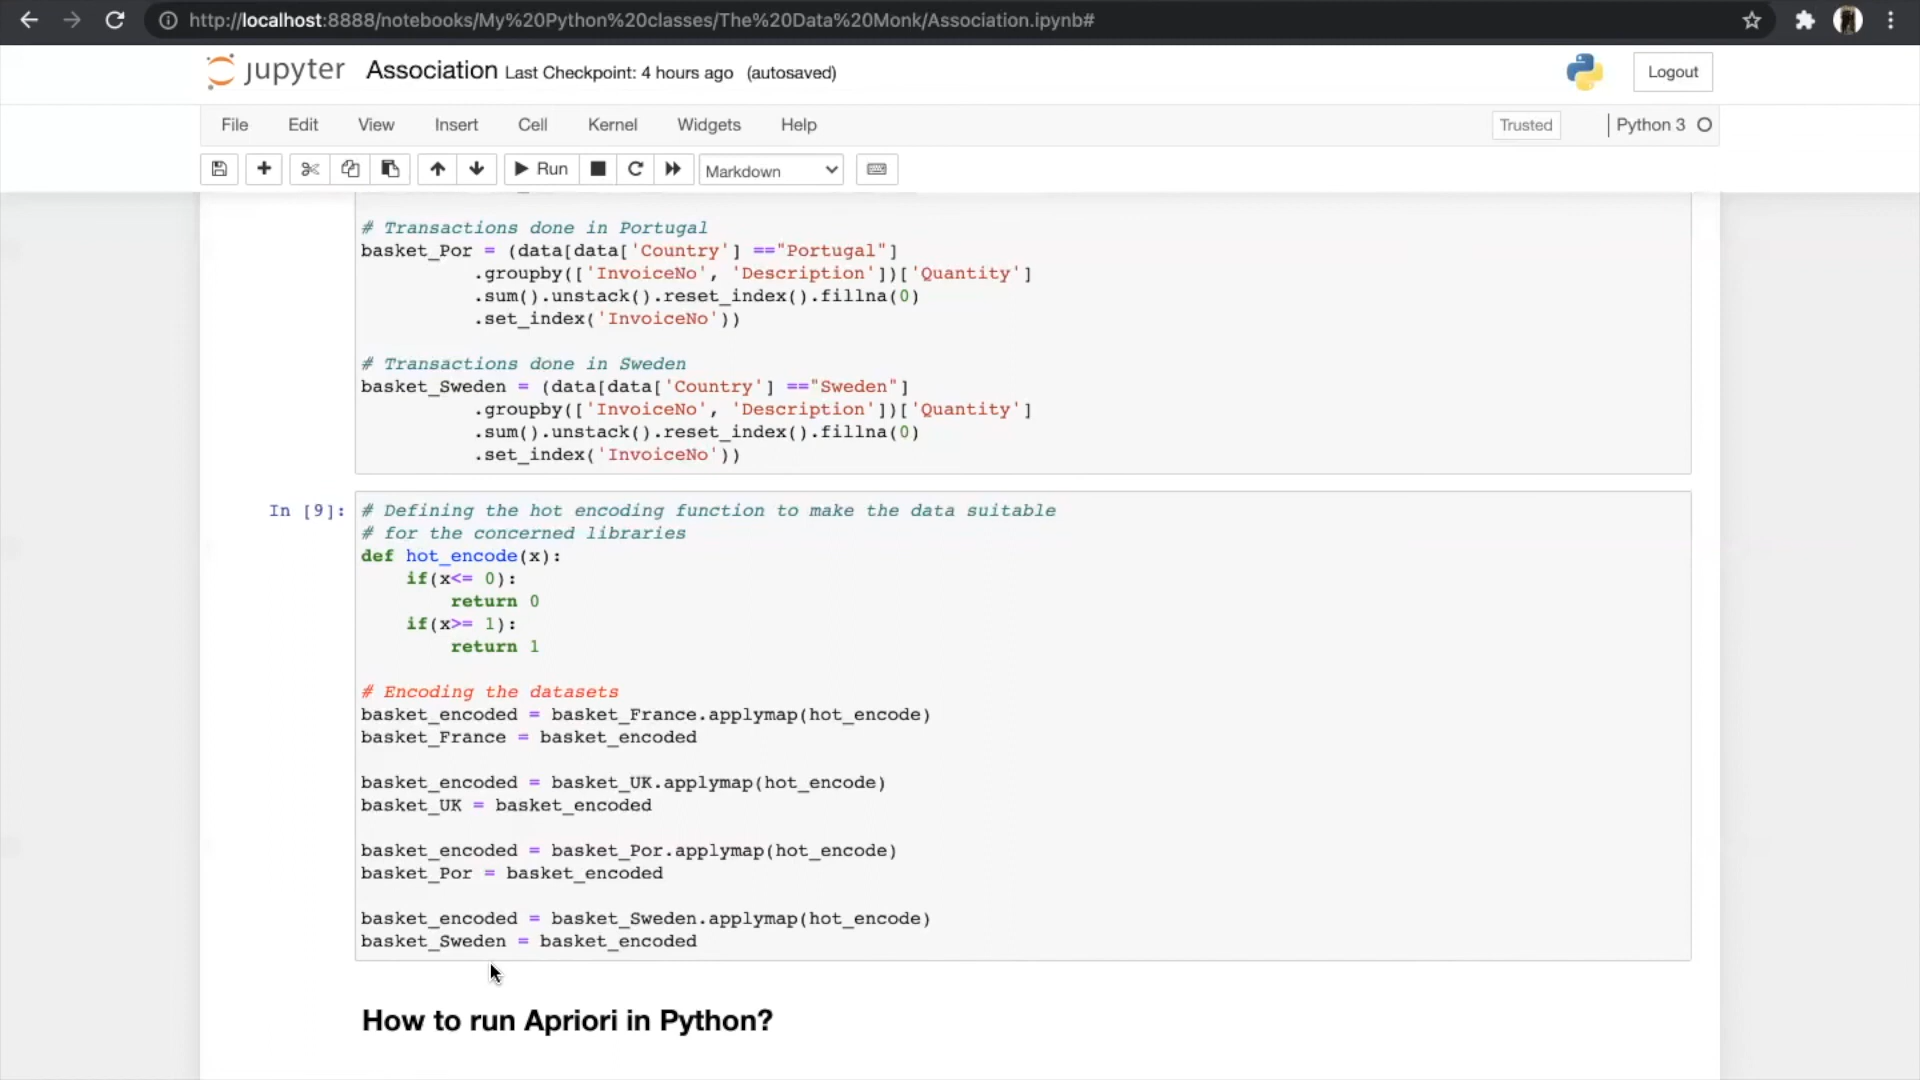 http://localhost:8888/notebooks/My%20Python%20classes/The%20Data%20Monk/Association.ipynb#
jupyter Association Last Checkpoint: 4 hours ago (autosaved)
Logout
File Edit View Insert Cell Kernel Widgets Help
Trusted
Python 3
Run
Markdown
# Transactions done in Portugal
basket_Por = (data[data['Country'] =="Portugal"]
.groupby(['InvoiceNo', 'Description'])['Quantity']
.sum().unstack().reset_index().fillna(0)
.set_index('InvoiceNo'))
# Transactions done in Sweden
basket_Sweden = (data[data['Country'] =="Sweden"]
.groupby(['InvoiceNo', 'Description'])['Quantity']
.sum().unstack().reset_index().fillna(0)
.set_index('InvoiceNo'))
In [9]:
# Defining the hot encoding function to make the data suitable
# for the concerned libraries
def hot_encode(x):
if(x<= 0):
return 0
if(x>= 1):
return 1
# Encoding the datasets
basket_encoded = basket_France.applymap(hot_encode)
basket_France = basket_encoded
basket_encoded = basket_UK.applymap(hot_encode)
basket_UK = basket_encoded
basket_encoded = basket_Por.applymap(hot_encode)
basket_Por = basket_encoded
basket_encoded = basket_Sweden.applymap(hot_encode)
basket_Sweden = basket_encoded
How to run Apriori in Python?